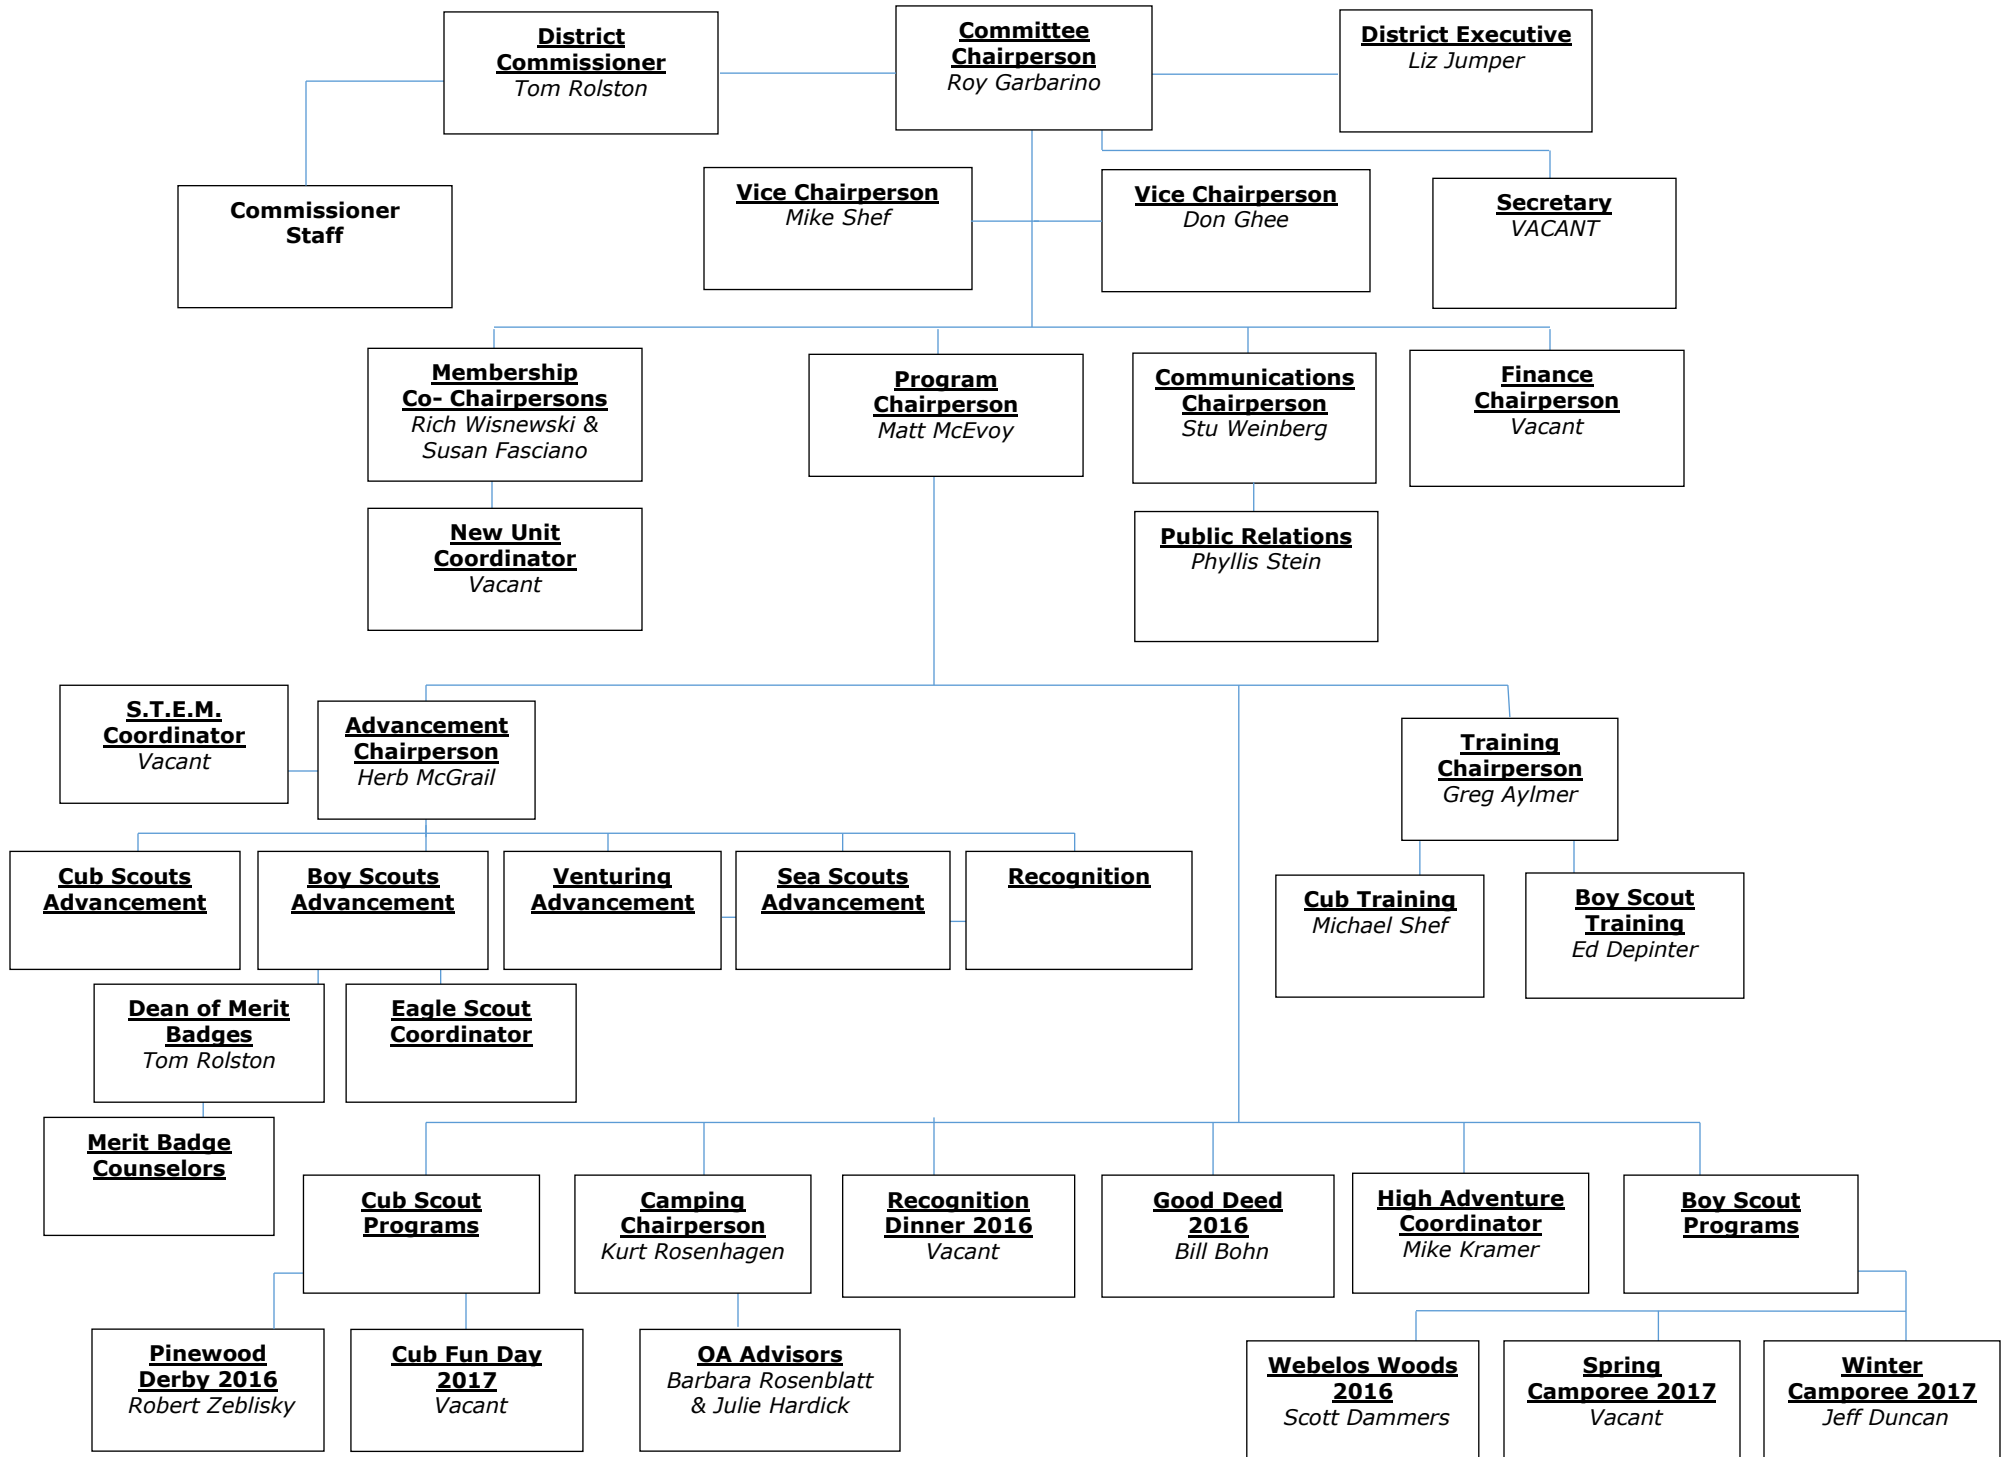 District
Commissioner
Tom Rolston
Committee
Chairperson
Roy Garbarino
District Executive
Liz Jumper
Commissioner
Staff
Vice Chairperson
Mike Shef
Vice Chairperson
Don Ghee
Secretary
VACANT
Membership
Co- Chairpersons
Rich Wisnewski &
Susan Fasciano
Program
Chairperson
Matt McEvoy
Communications
Chairperson
Stu Weinberg
Finance
Chairperson
Vacant
New Unit
Coordinator
Vacant
Public Relations
Phyllis Stein
S.T.E.M.
Coordinator
Vacant
Advancement
Chairperson
Herb McGrail
Training
Chairperson
Greg Aylmer
Cub Scouts
Advancement
Boy Scouts
Advancement
Venturing
Advancement
Sea Scouts
Advancement
Recognition
Cub Training
Michael Shef
Boy Scout
Training
Ed Depinter
Dean of Merit
Badges
Tom Rolston
Eagle Scout
Coordinator
Merit Badge
Counselors
Cub Scout
Programs
Camping
Chairperson
Kurt Rosenhagen
Recognition
Dinner 2016
Vacant
Good Deed
2016
Bill Bohn
High Adventure
Coordinator
Mike Kramer
Boy Scout
Programs
Pinewood
Derby 2016
Robert Zeblisky
Cub Fun Day
2017
Vacant
OA Advisors
Barbara Rosenblatt
& Julie Hardick
Webelos Woods
2016
Scott Dammers
Spring
Camporee 2017
Vacant
Winter
Camporee 2017
Jeff Duncan